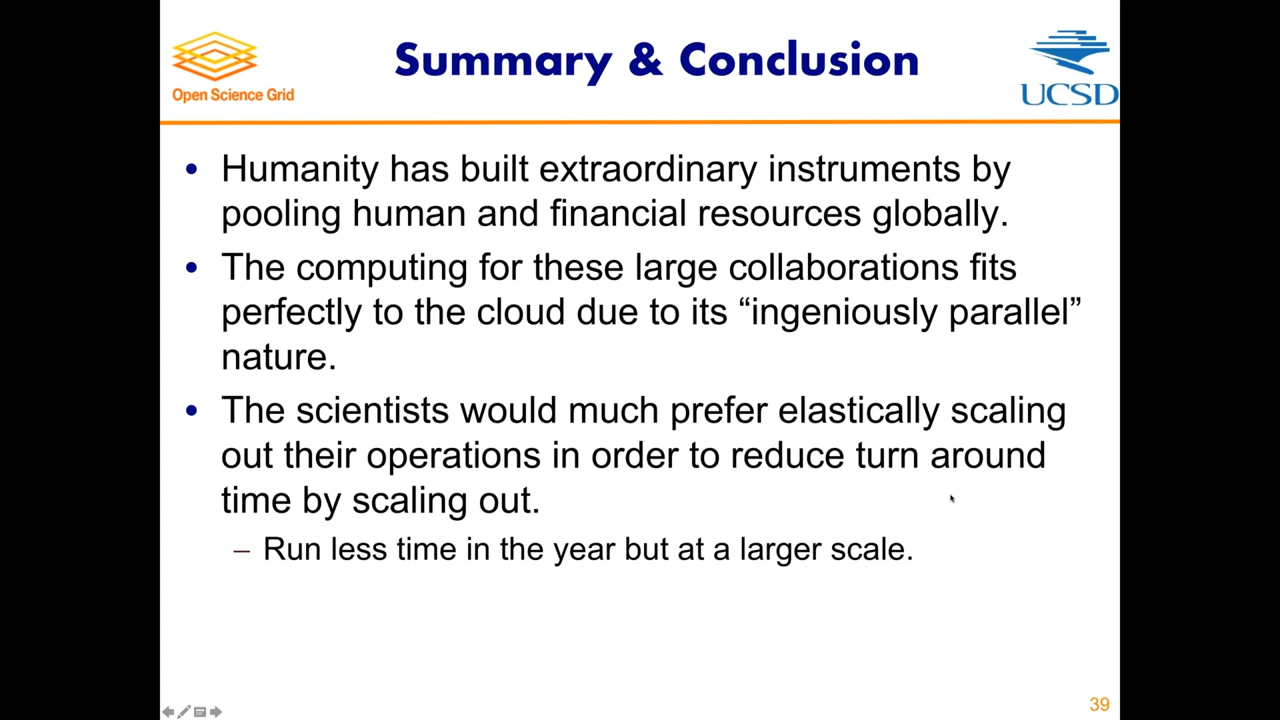 Open Science Grid
Summary & Conclusion
UCSD
• Humanity has built extraordinary instruments by
pooling human and financial resources globally.
• The computing for these large collaborations fits
perfectly to the cloud due to its “ingeniously parallel”
nature.
• The scientists would much prefer elastically scaling
out their operations in order to reduce turn around
time by scaling out.
– Run less time in the year but at a larger scale.
39